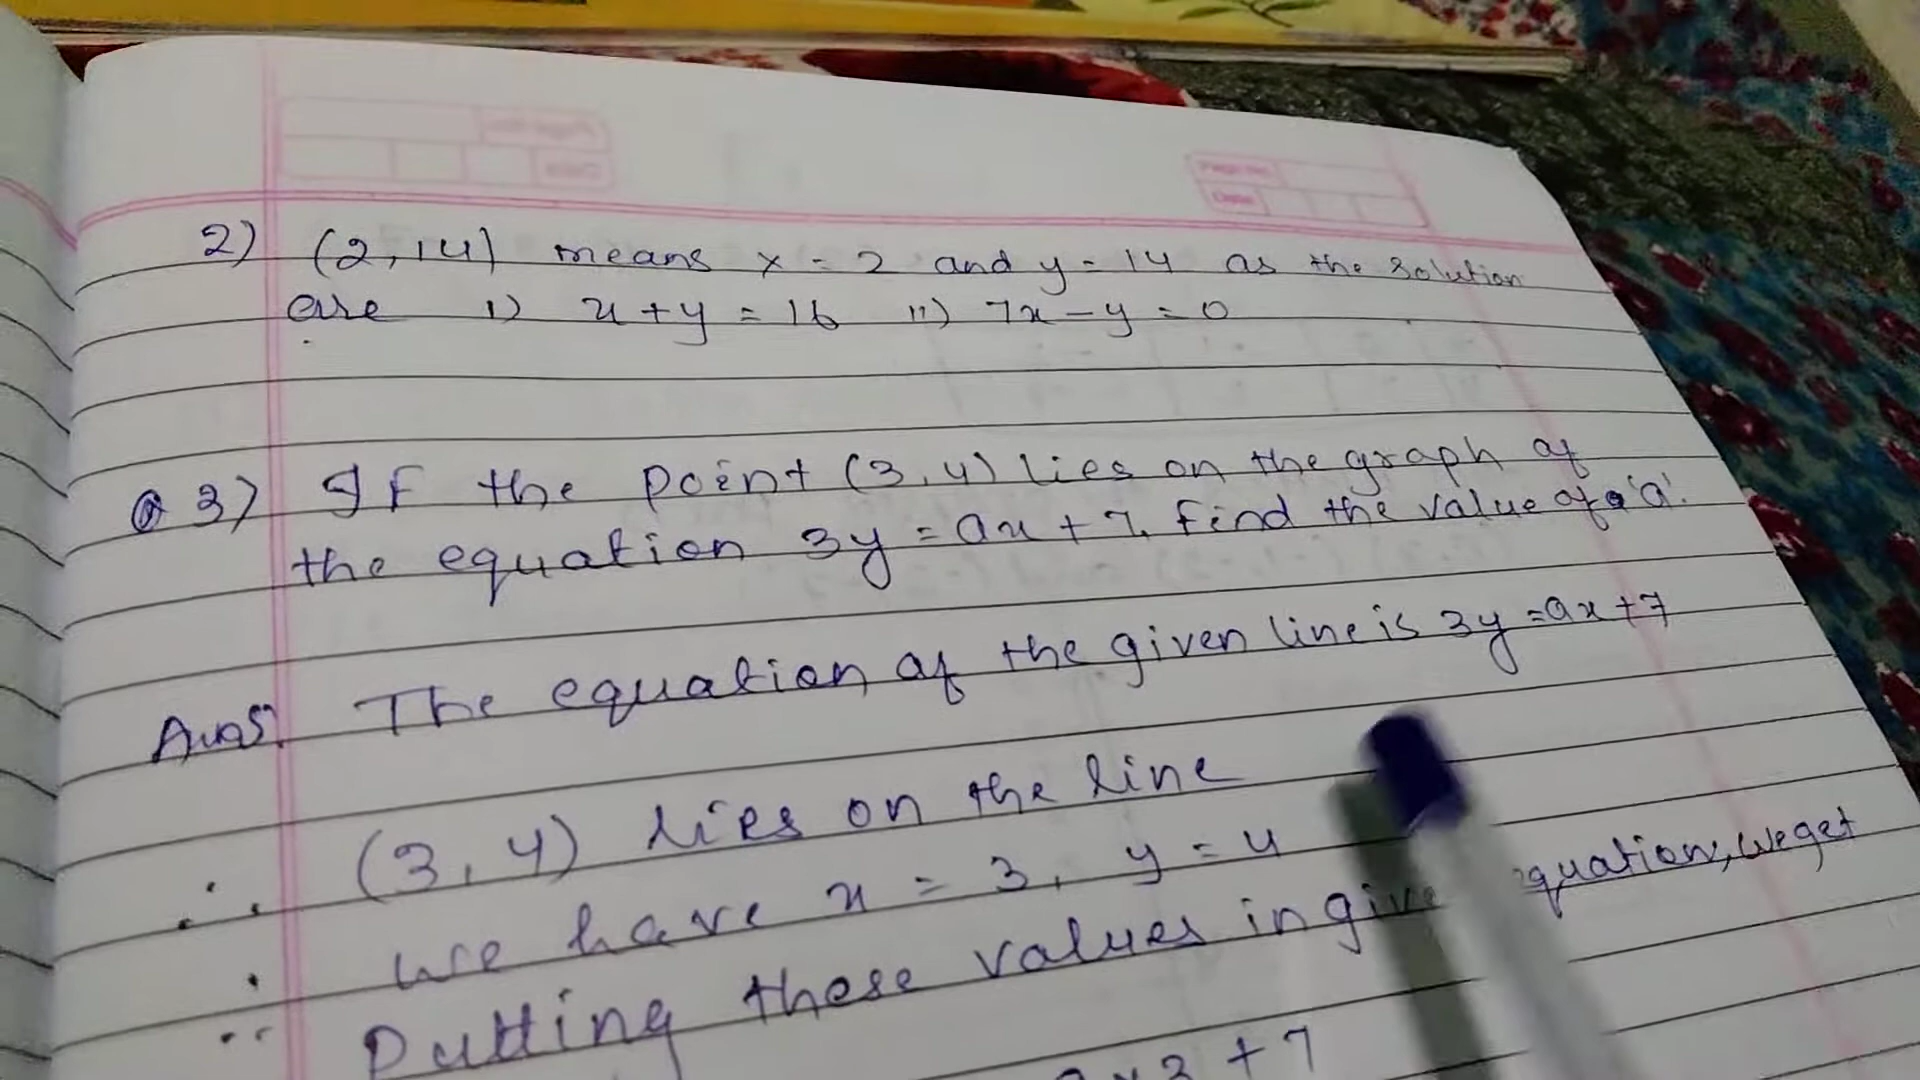 2) (2,14) means x = 2 and y = 14 as the solution
are i) x + y = 16 ii) 7x - y = 0
Q 3) If the point (3,4) lies on the graph of
the equation 3y = ax + 7, find the value of 'a'.
Ans. The equation of the given line is 3y = ax + 7
(3,4) lies on the line
∴ we have x = 3, y = 4
∴ Putting these values in equation, we get
x 3 + 7